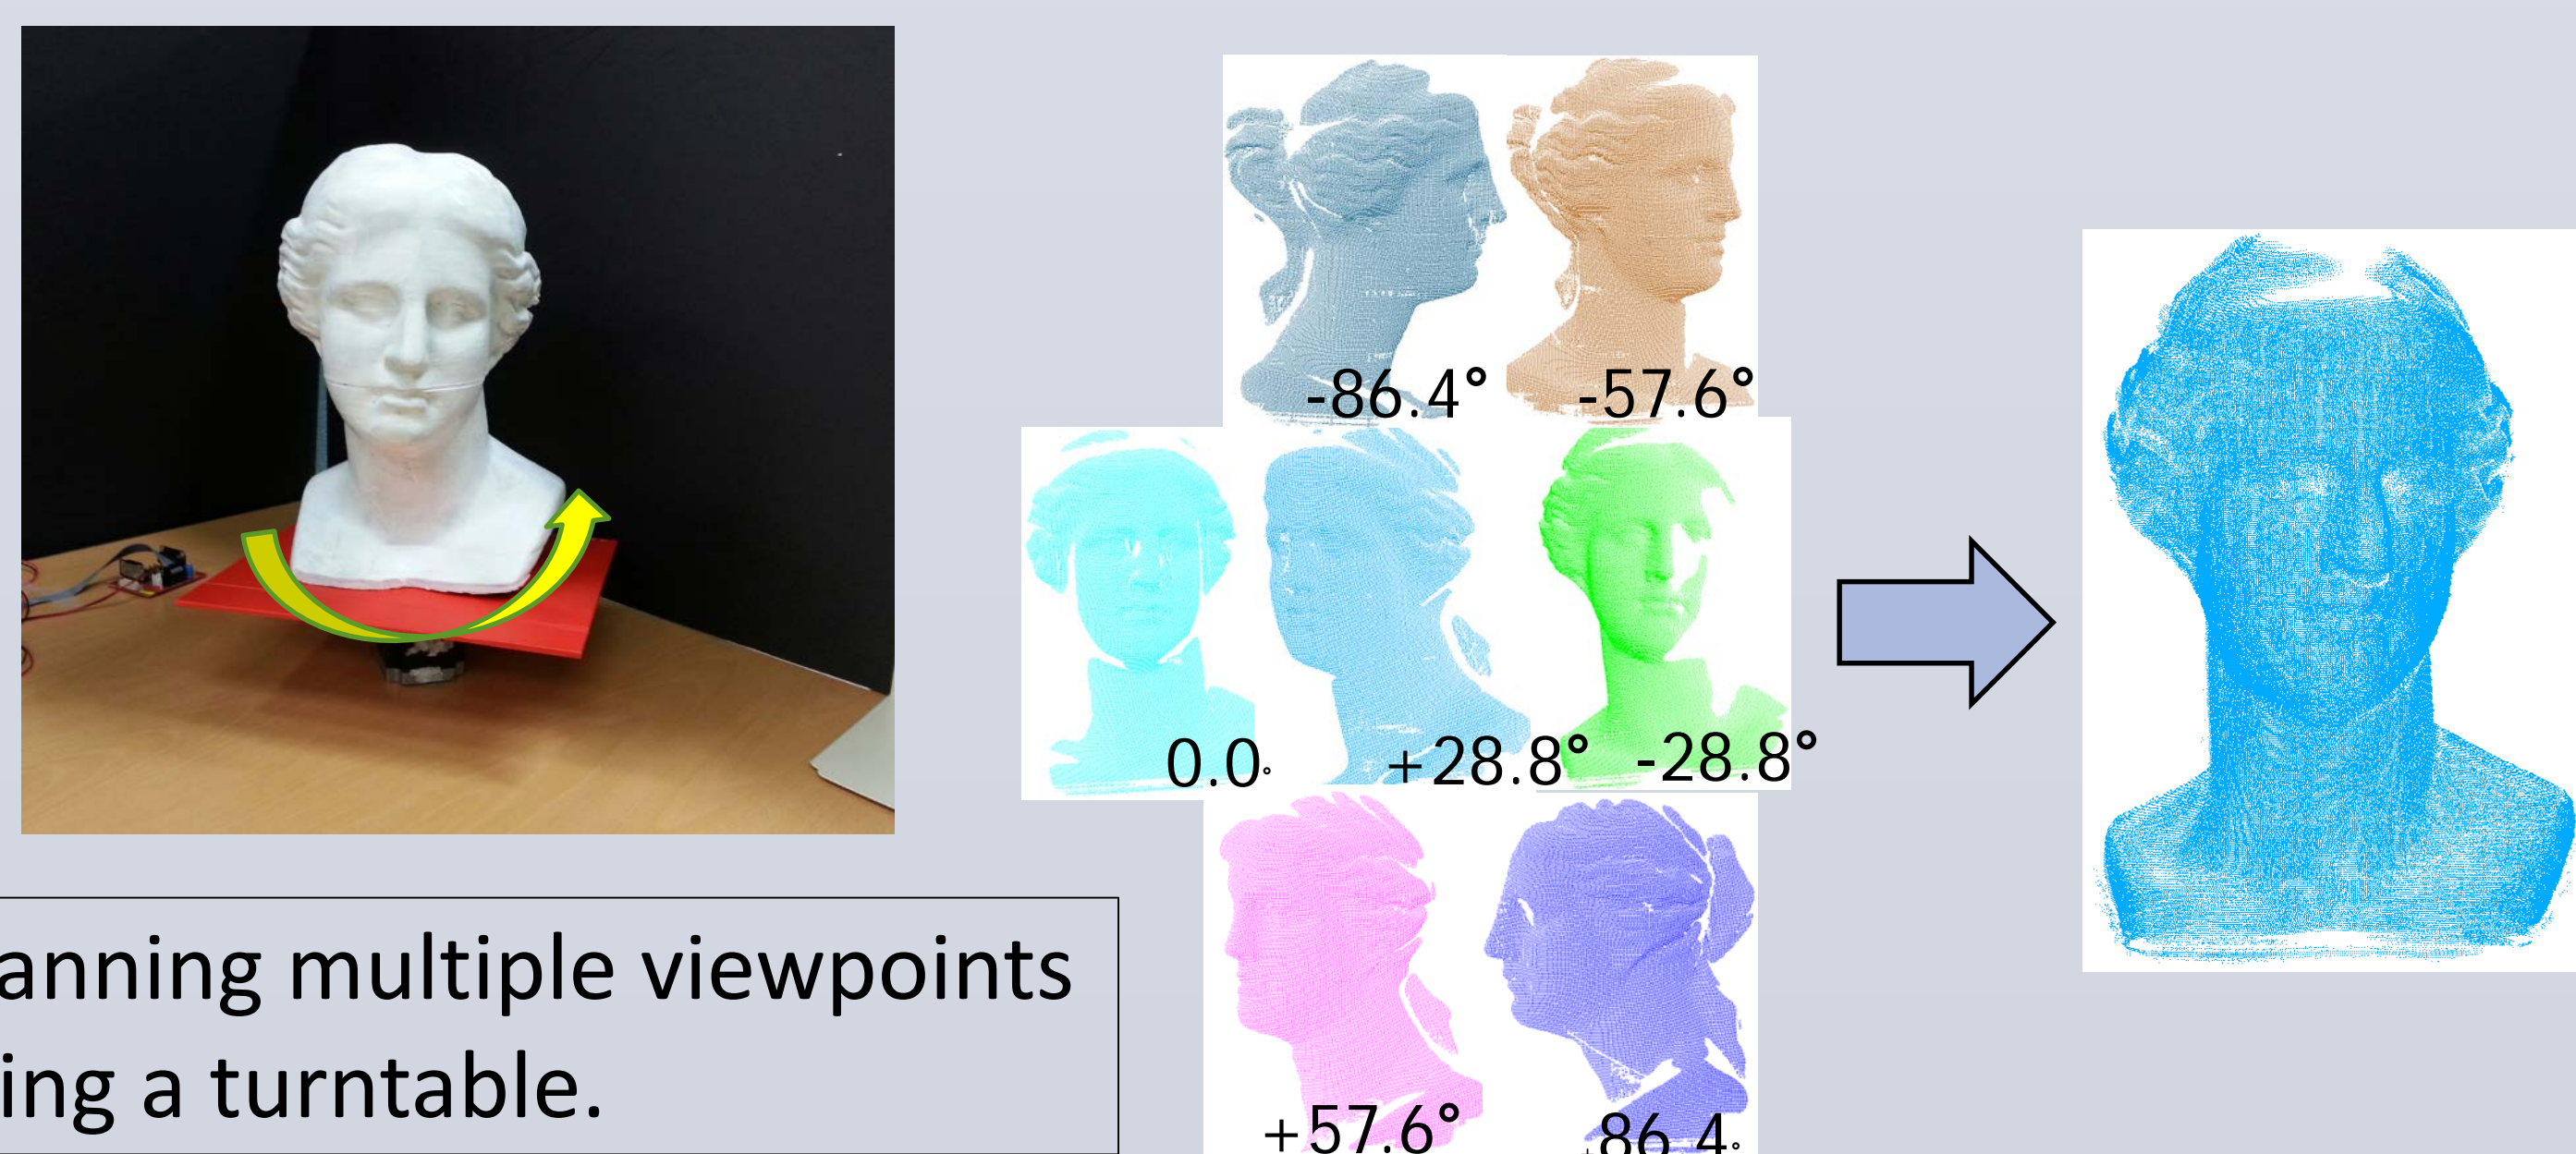 -86.4° -57.6°
0.0° +28.8° -28.8°
anning multiple viewpoints
ing a turntable.
+57.6° +86.4°